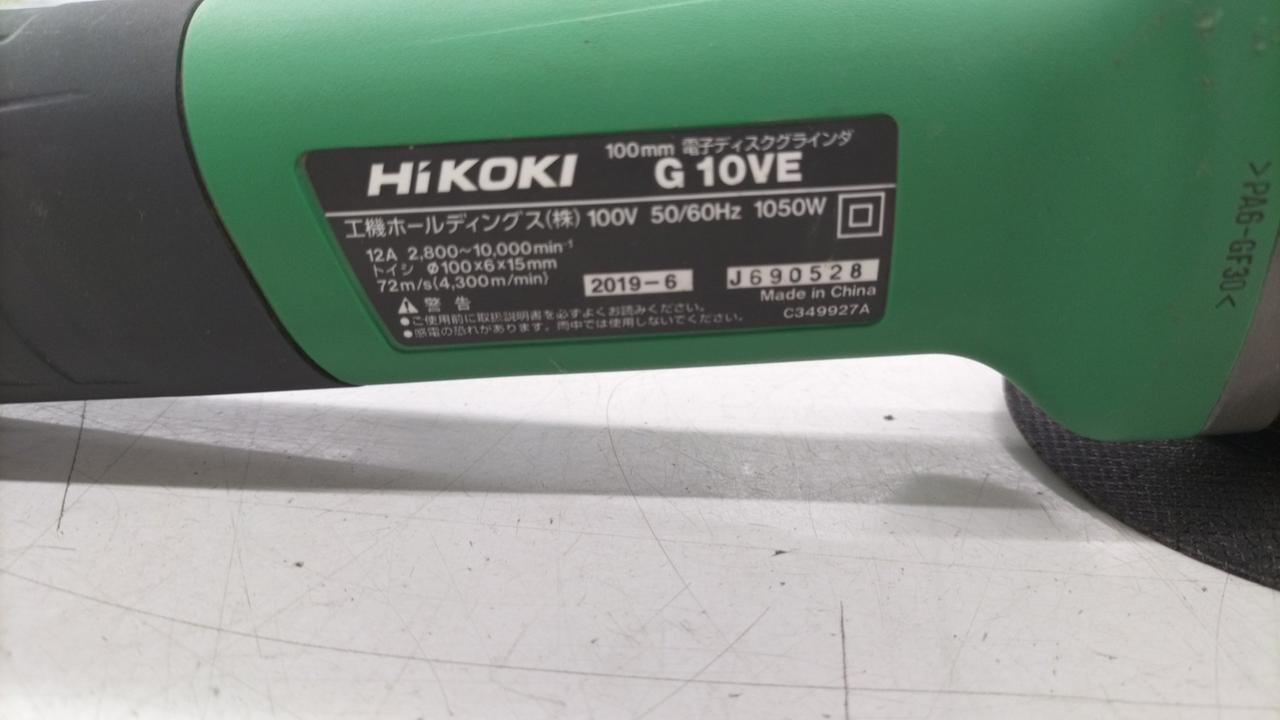 HiKOKI 100mm 電子ディスクグラインダ
G 10VE
工機ホールディングス(株) 100V 50/60Hz 1050W
12A 2,800~10,000min⁻¹
トイシ φ100×6×15mm
72m/s(4,300m/min) 2019-6 J690528
Made in China
⚠警告 C349927A
●ご使用前に取扱説明書を必ずよくお読みください。
●感電の恐れがあります。雨中では使用しないでください。
>PA6-GF30<